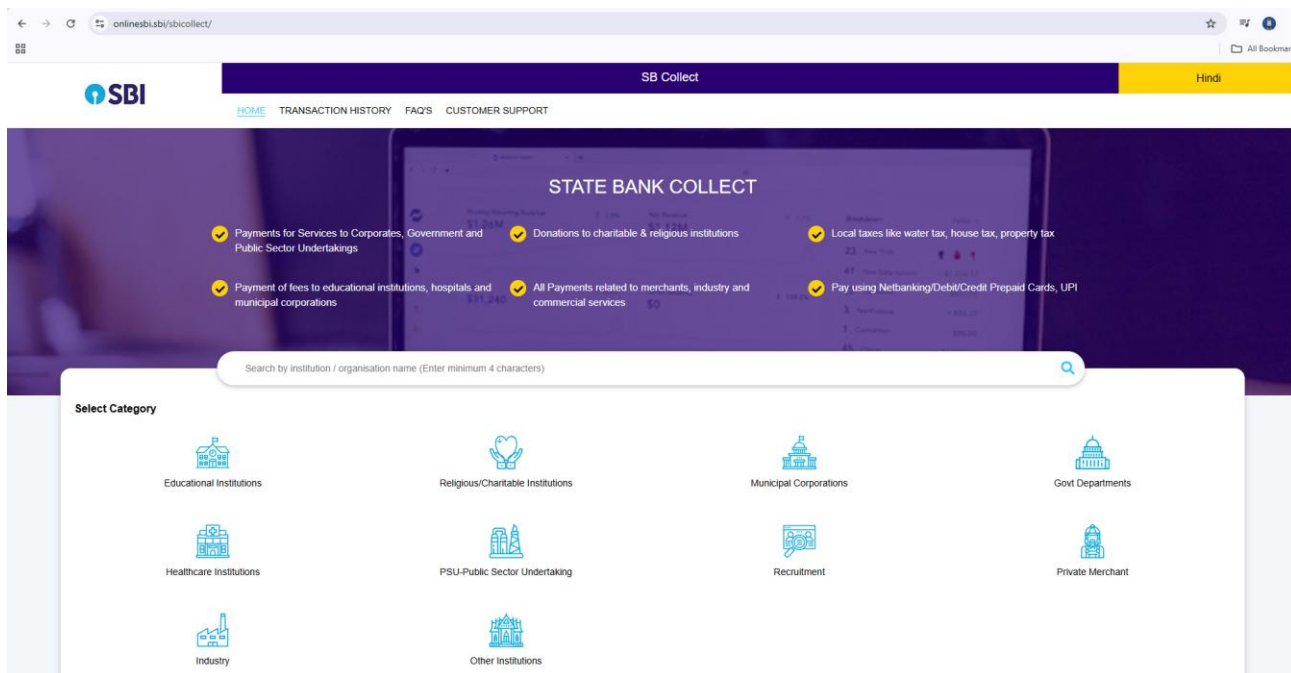 onlinesbi.sbi/sbicollect/
All Bookmar
SBI
SB Collect
Hindi
HOME TRANSACTION HISTORY FAQ'S CUSTOMER SUPPORT
STATE BANK COLLECT
Payments for Services to Corporates, Government and
Public Sector Undertakings
Donations to charitable & religious institutions
Local taxes like water tax, house tax, property tax
Payment of fees to educational institutions, hospitals and
municipal corporations
All Payments related to merchants, industry and
commercial services
Pay using Netbanking/Debit/Credit Prepaid Cards, UPI
Search by institution / organisation name (Enter minimum 4 characters)
Select Category
Educational Institutions
Religious/Charitable Institutions
Municipal Corporations
Govt Departments
Healthcare Institutions
PSU-Public Sector Undertaking
Recruitment
Private Merchant
Industry
Other Institutions